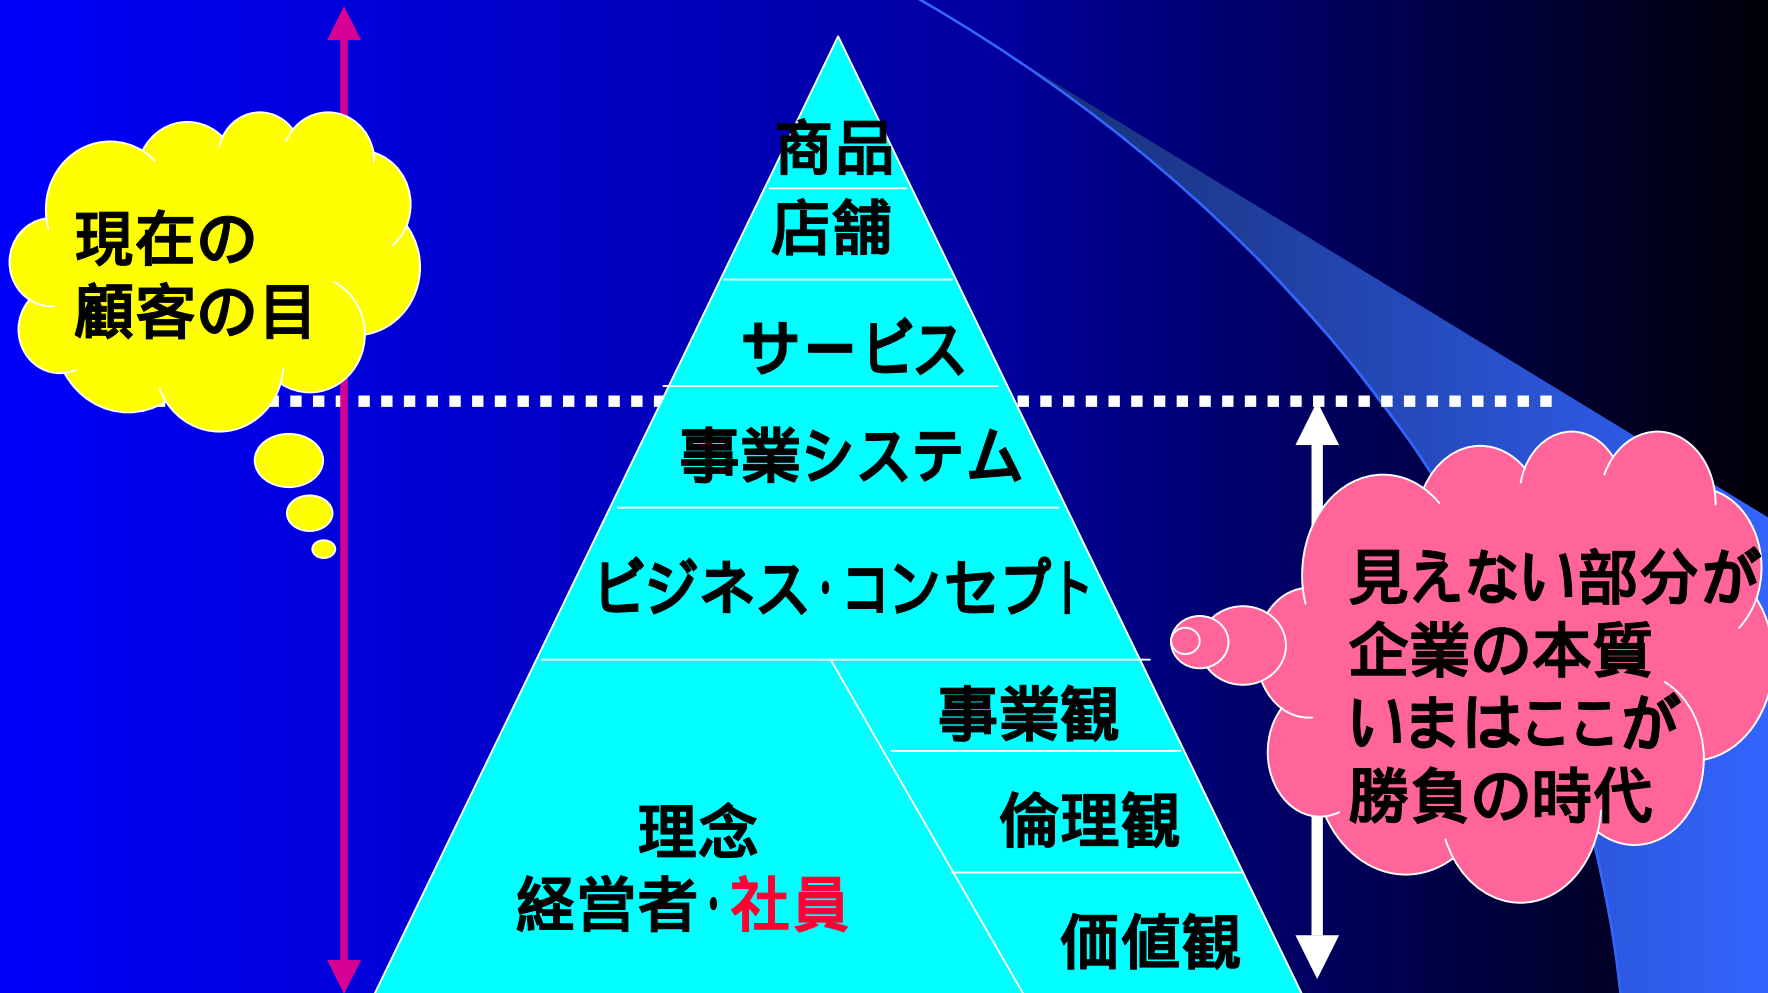 商品
店舗
現在の
顧客の目
サービス
事業システム
ビジネス・コンセプト
見えない部分が
企業の本質
いまはここが
勝負の時代
事業観
倫理観
価値観
理念
経営者・社員